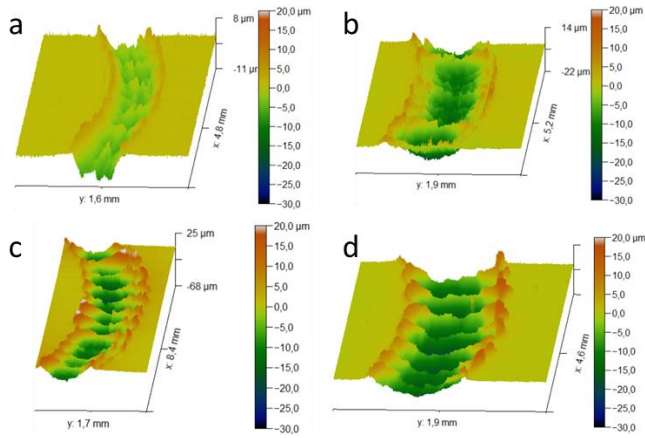 a
8 µm
-11 µm
x: 4,8 mm
y: 1,6 mm
20,0 µm
15,0
10,0
5,0
0,0
-5,0
-10,0
-15,0
-20,0
-25,0
-30,0
b
14 µm
-22 µm
x: 5,2 mm
y: 1,9 mm
20,0 µm
15,0
10,0
5,0
0,0
-5,0
-10,0
-15,0
-20,0
-25,0
-30,0
c
25 µm
-68 µm
x: 8,4 mm
y: 1,7 mm
20,0 µm
15,0
10,0
5,0
0,0
-5,0
-10,0
-15,0
-20,0
-25,0
-30,0
d
x: 4,6 mm
y: 1,9 mm
20,0 µm
15,0
10,0
5,0
0,0
-5,0
-10,0
-15,0
-20,0
-25,0
-30,0